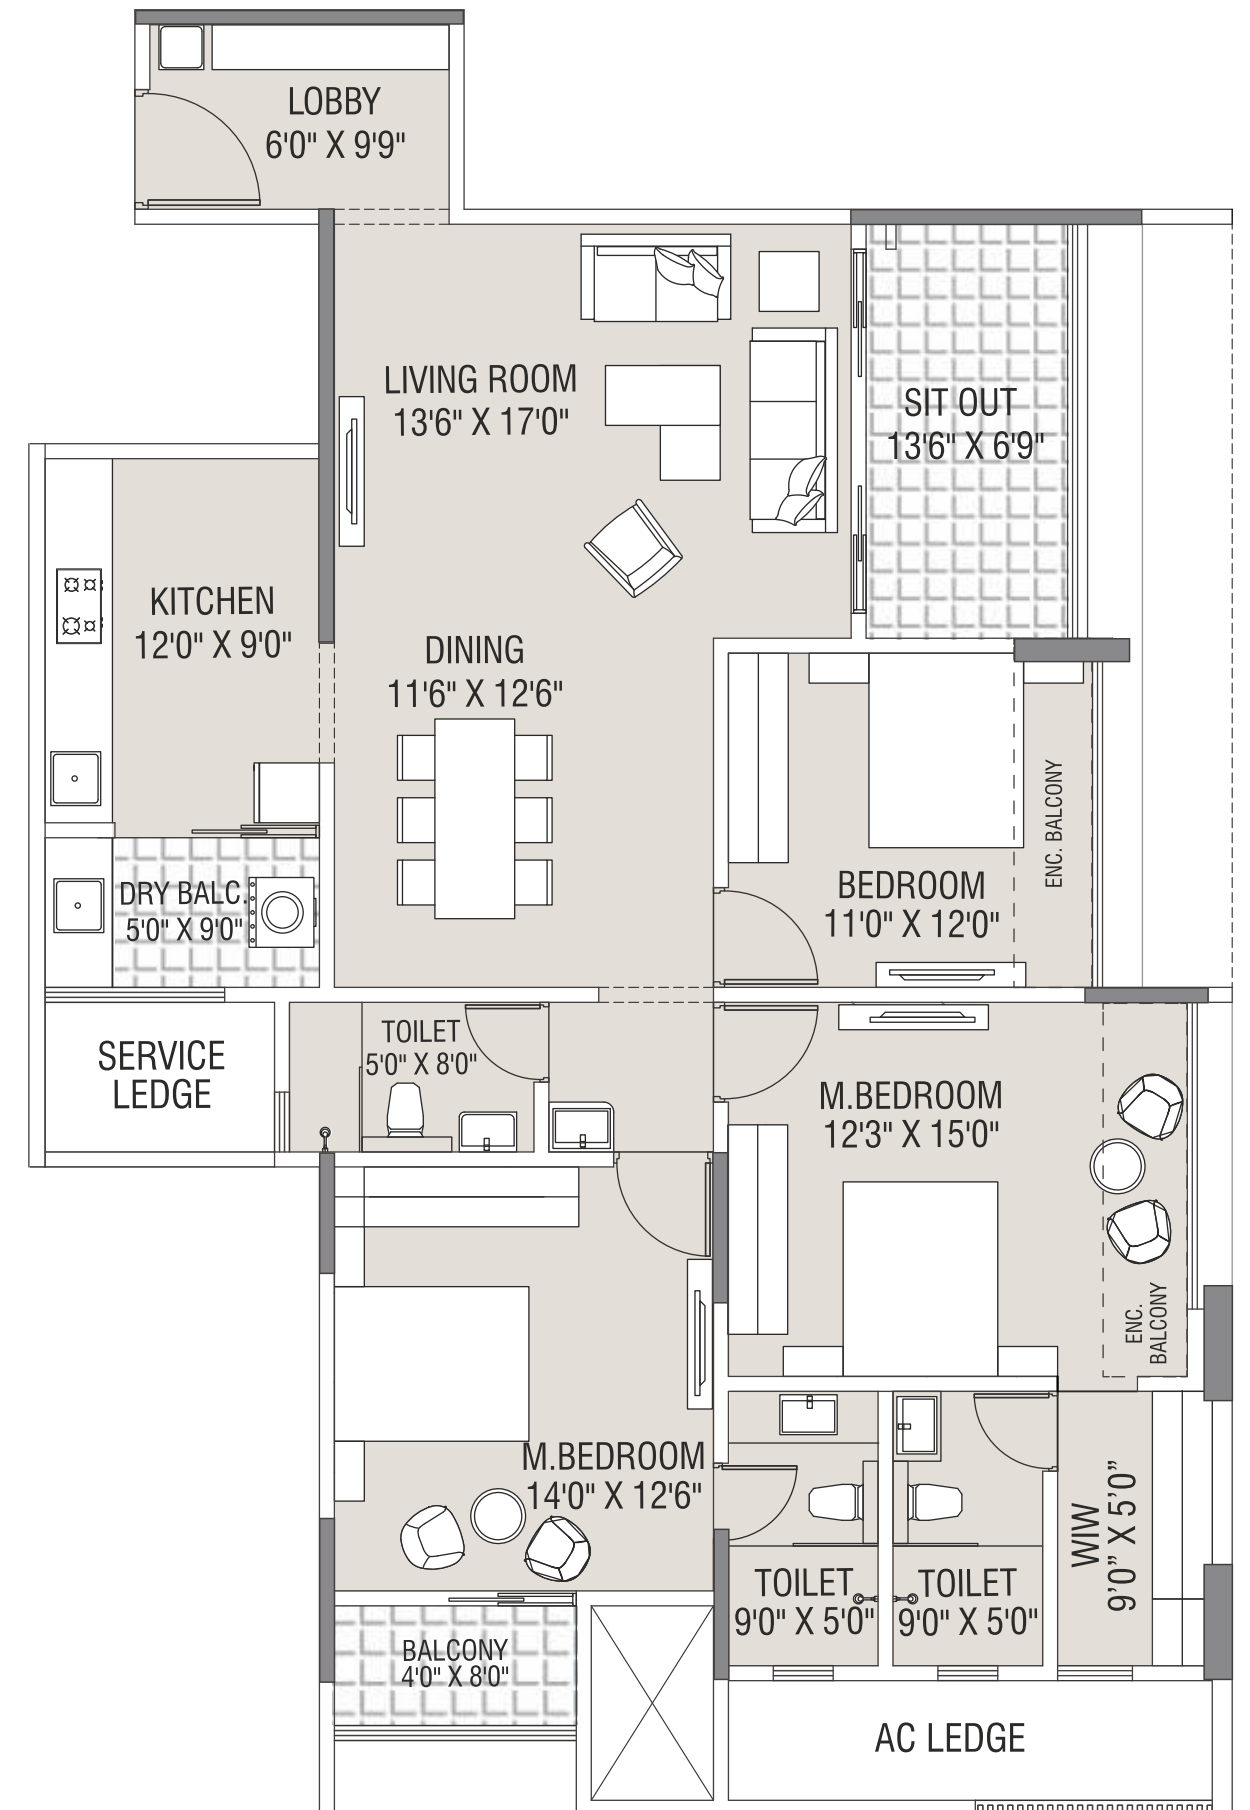 LOBBY
6'0" X 9'9"
LIVING ROOM
13'6" X 17'0"
SIT OUT
13'6" X 6'9"
KITCHEN
12'0" X 9'0"
DINING
11'6" X 12'6"
ENC. BALCONY
BEDROOM
11'0" X 12'0"
DRY BALC.
5'0" X 9'0"
SERVICE
LEDGE
TOILET
5'0" X 8'0"
M.BEDROOM
12'3" X 15'0"
ENC.
BALCONY
M.BEDROOM
14'0" X 12'6"
TOILET
9'0" X 5'0"
TOILET
9'0" X 5'0"
WIW
9'0” X 5'0”
BALCONY
4'0" X 8'0"
AC LEDGE